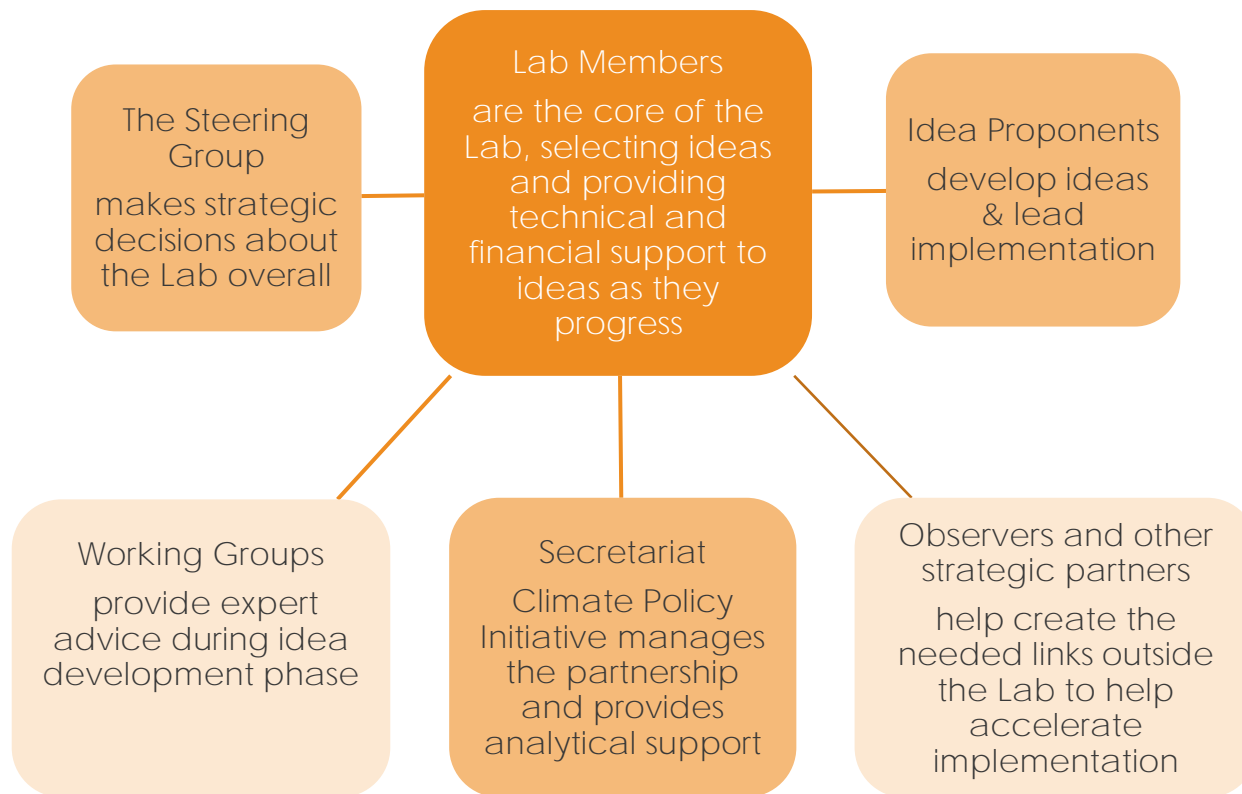 Lab Members
are the core of the
Lab, selecting ideas
and providing
technical and
financial support to
ideas as they
progress
The Steering
Group
makes strategic
decisions about
the Lab overall
Idea Proponents
develop ideas
& lead
implementation
Working Groups
provide expert
advice during idea
development phase
Secretariat
Climate Policy
Initiative manages
the partnership
and provides
analytical support
Observers and other
strategic partners
help create the
needed links outside
the Lab to help
accelerate
implementation